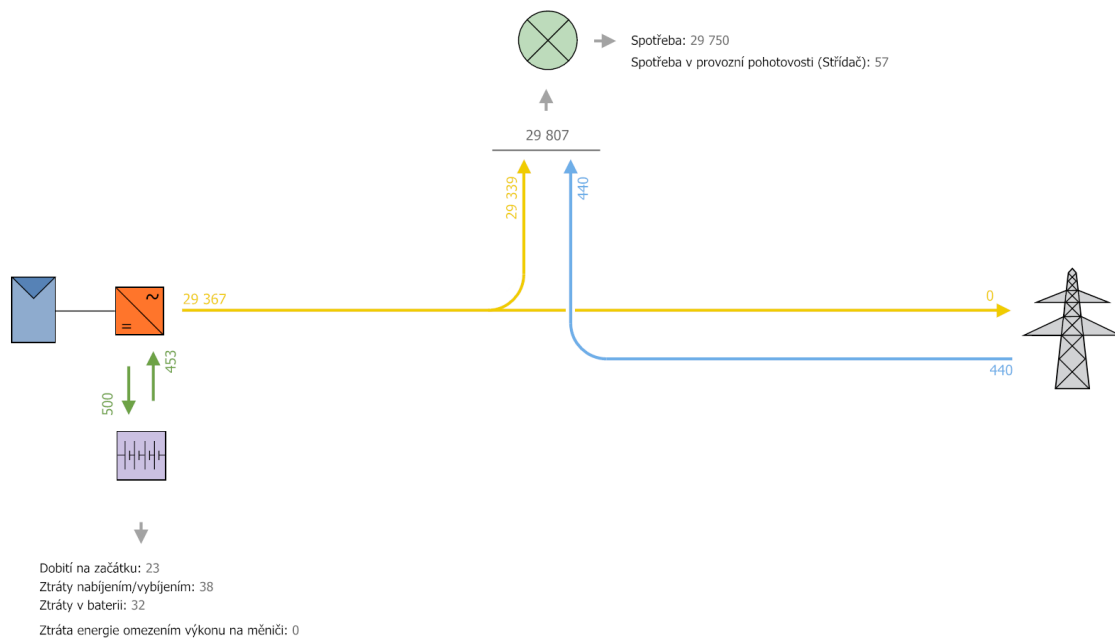 Spotřeba: 29 750
Spotřeba v provozní pohotovosti (Střídač): 57
29 807
29 339
440
29 367
0
440
500
453
Dobití na začátku: 23
Ztráty nabíjením/vybíjením: 38
Ztráty v baterii: 32
Ztráta energie omezením výkonu na měniči: 0